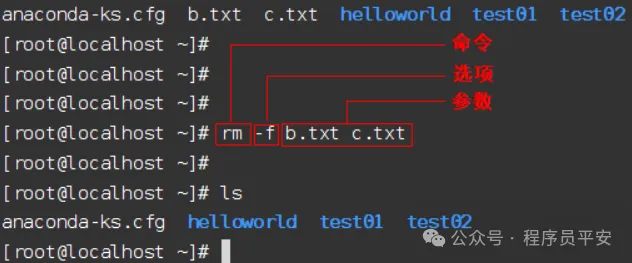 anaconda-ks.cfg  b.txt  c.txt  helloworld  test01  test02
[root@localhost ~]#
命令
[root@localhost ~]#
选项
[root@localhost ~]#
参数
[root@localhost ~]# rm -f b.txt c.txt
[root@localhost ~]#
[root@localhost ~]# ls
anaconda-ks.cfg  helloworld  test01  test02
[root@localhost ~]#
公众号 · 程序员平安